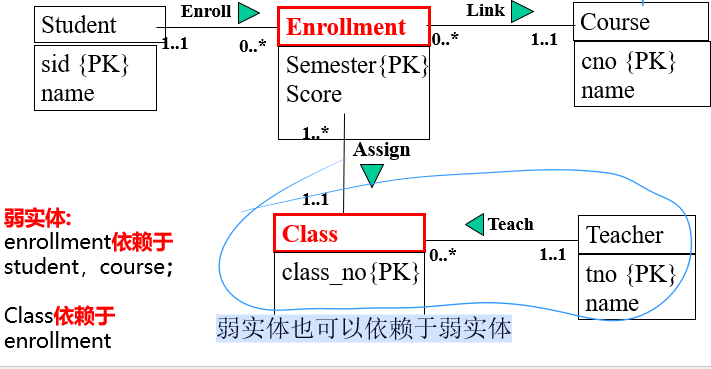 Student
sid {PK}
name
Enroll
1..1
0..*
Enrollment
Semester{PK}
Score
Link
0..*
1..1
Course
cno {PK}
name
1..*
Assign
1..1
Class
class_no{PK}
Teach
0..*
1..1
Teacher
tno {PK}
name
弱实体:
enrollment依赖于
student，course；
Class依赖于
enrollment
弱实体也可以依赖于弱实体